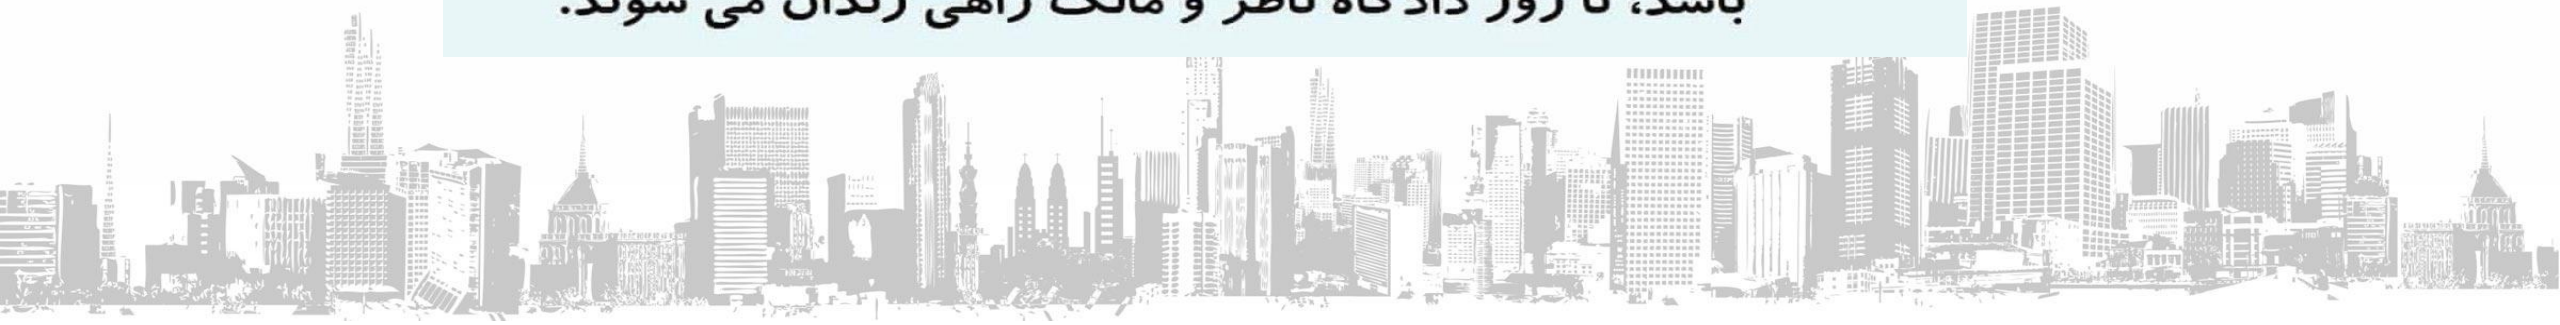 باشد، تا روز دادگاه ناظر و مالک راهی زندان می شوند.